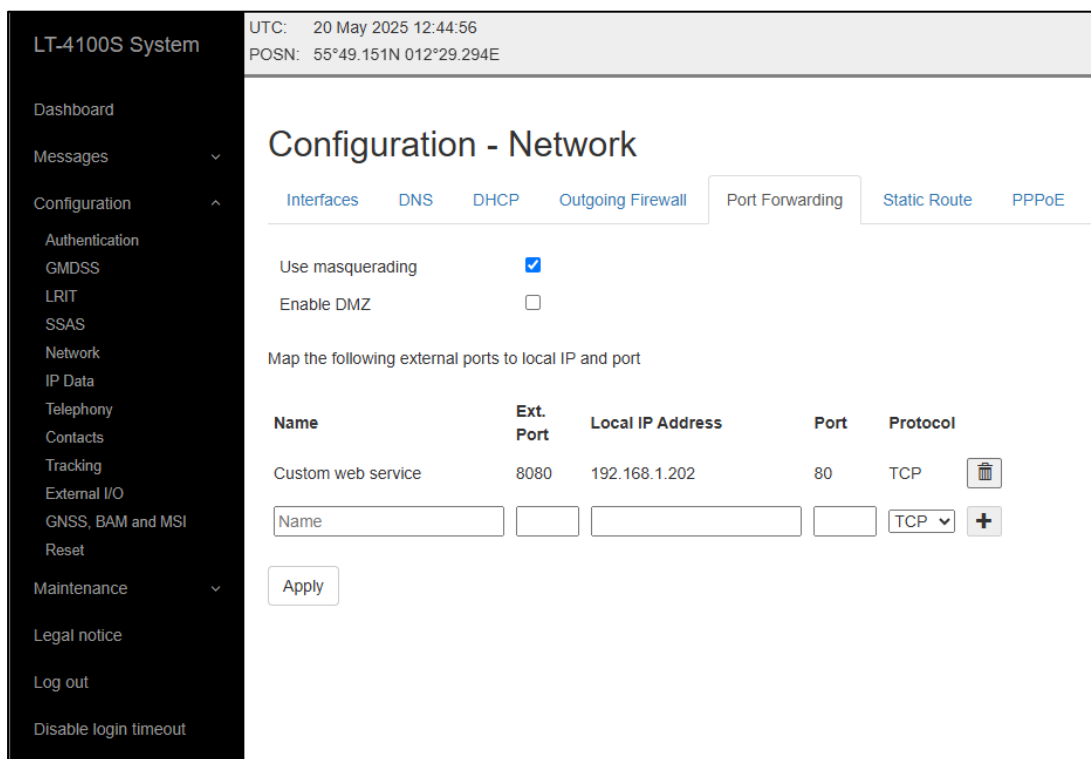 LT-4100S System
Dashboard
Messages
Configuration
Authentication
GMDSS
LRIT
SSAS
Network
IP Data
Telephony
Contacts
Tracking
External I/O
GNSS, BAM and MSI
Reset
Maintenance
Legal notice
Log out
Disable login timeout
UTC: 20 May 2025 12:44:56
POSN: 55°49.151N 012°29.294E
Configuration - Network
Interfaces DNS DHCP Outgoing Firewall Port Forwarding Static Route PPPoE
Use masquerading
Enable DMZ
Map the following external ports to local IP and port
Name Ext. Port Local IP Address Port Protocol
Custom web service 8080 192.168.1.202 80 TCP
Name TCP
Apply